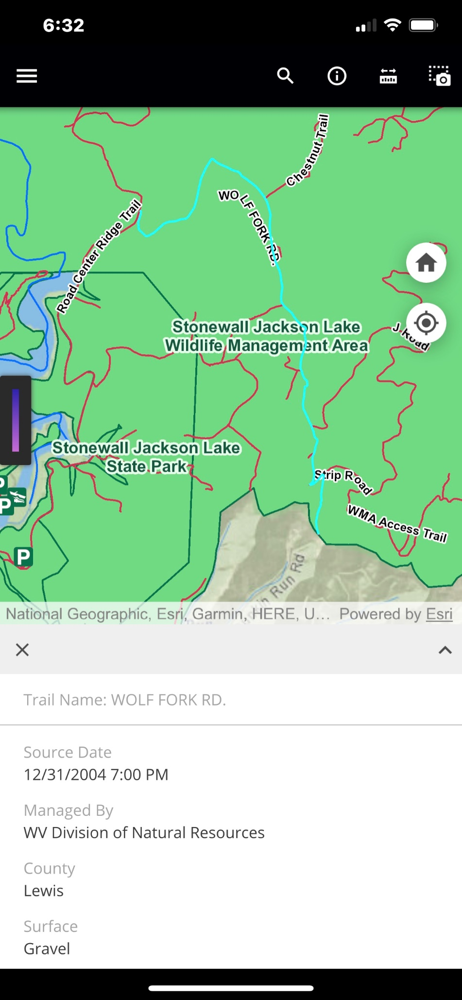 6:32
Chestnut Trail
WOLF FORK RD.
Road Center Ridge Trail
Stonewall Jackson Lake
Wildlife Management Area
J Road
Stonewall Jackson Lake
State Park
Strip Road
WMA Access Trail
P
P
P
Run Rd
National Geographic, Esri, Garmin, HERE, U... Powered by Esri
Trail Name: WOLF FORK RD.
Source Date
12/31/2004 7:00 PM
Managed By
WV Division of Natural Resources
County
Lewis
Surface
Gravel